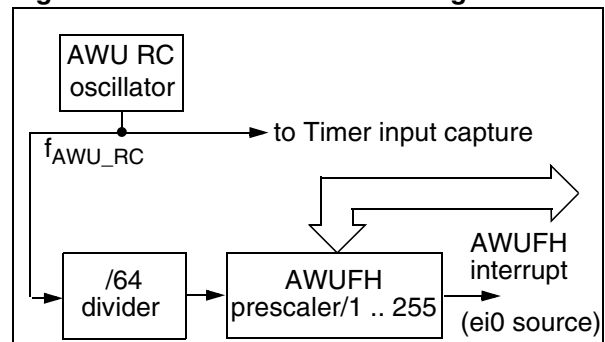 AWU RC
oscillator
to Timer input capture
fAWU_RC
AWUFH
interrupt
/64
divider
AWUFH
prescaler/1 .. 255
(ei0 source)